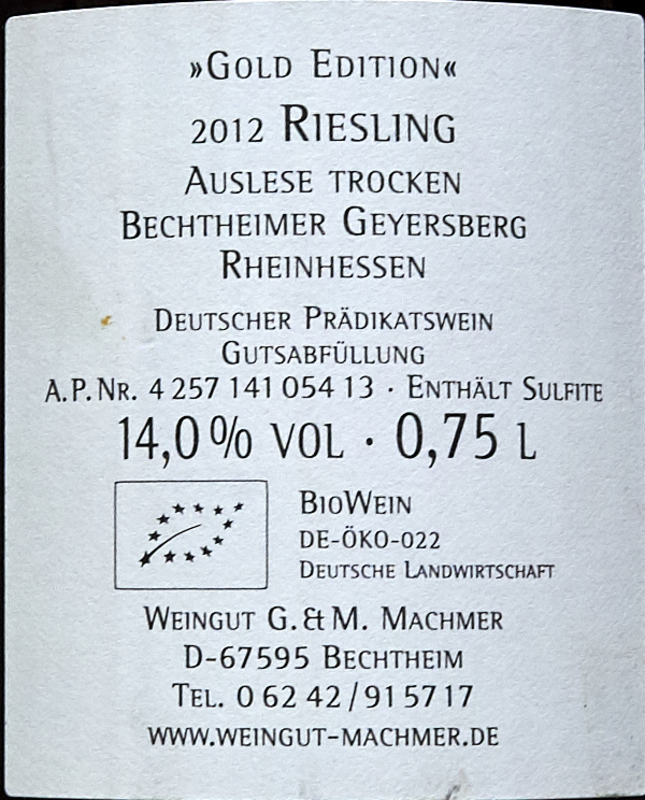 »Gold Edition«
2012 Riesling
Auslese trocken
Bechtheimer Geyersberg
Rheinhessen
Deutscher Prädikatswein
Gutsabfüllung
A.P.Nr. 4 257 141 054 13 · Enthält Sulfite
14,0% vol · 0,75 l
BioWein
DE-ÖKO-022
Deutsche Landwirtschaft
Weingut G. & M. Machmer
D-67595 Bechtheim
Tel. 0 62 42 / 91 57 17
www.weingut-machmer.de